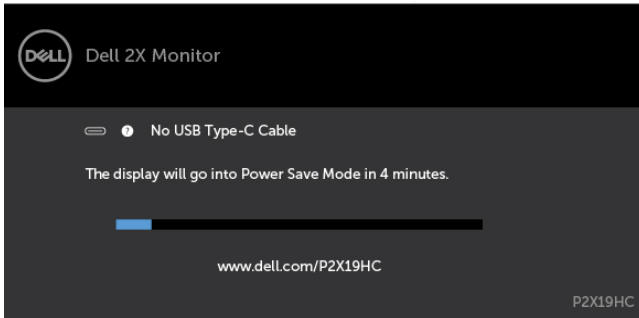 DELL
Dell 2X Monitor
? No USB Type-C Cable
The display will go into Power Save Mode in 4 minutes.
www.dell.com/P2X19HC
P2X19HC